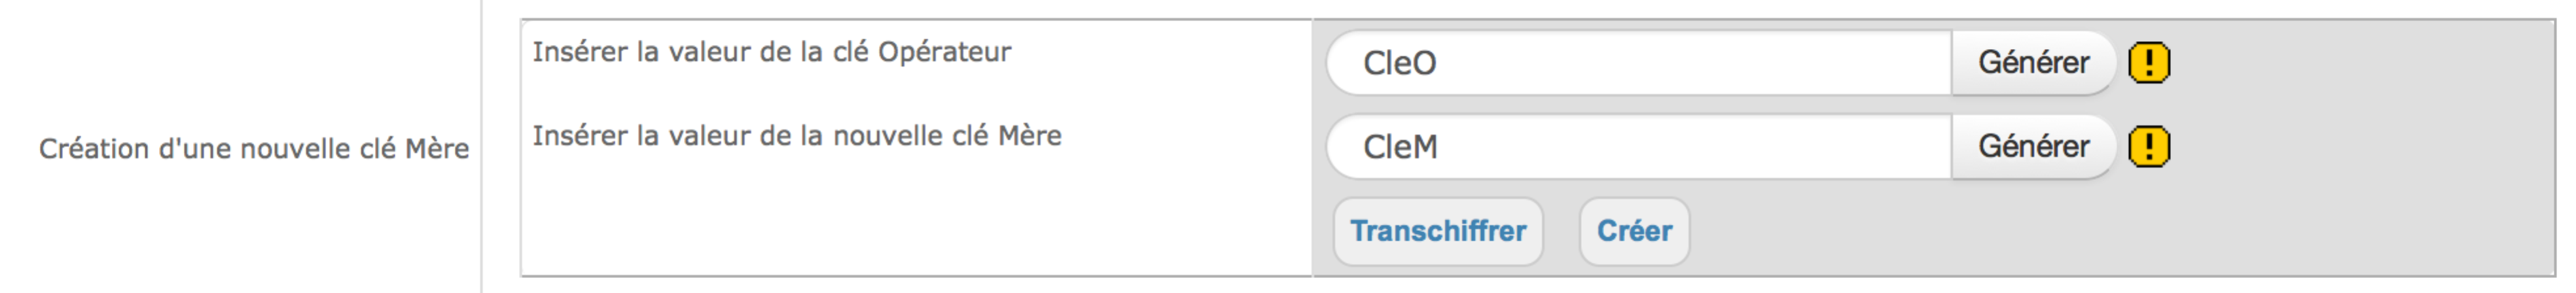 Création d'une nouvelle clé Mère
Insérer la valeur de la clé Opérateur
CleO
Générer
!
Insérer la valeur de la nouvelle clé Mère
CleM
Générer
!
Transchiffrer
Créer